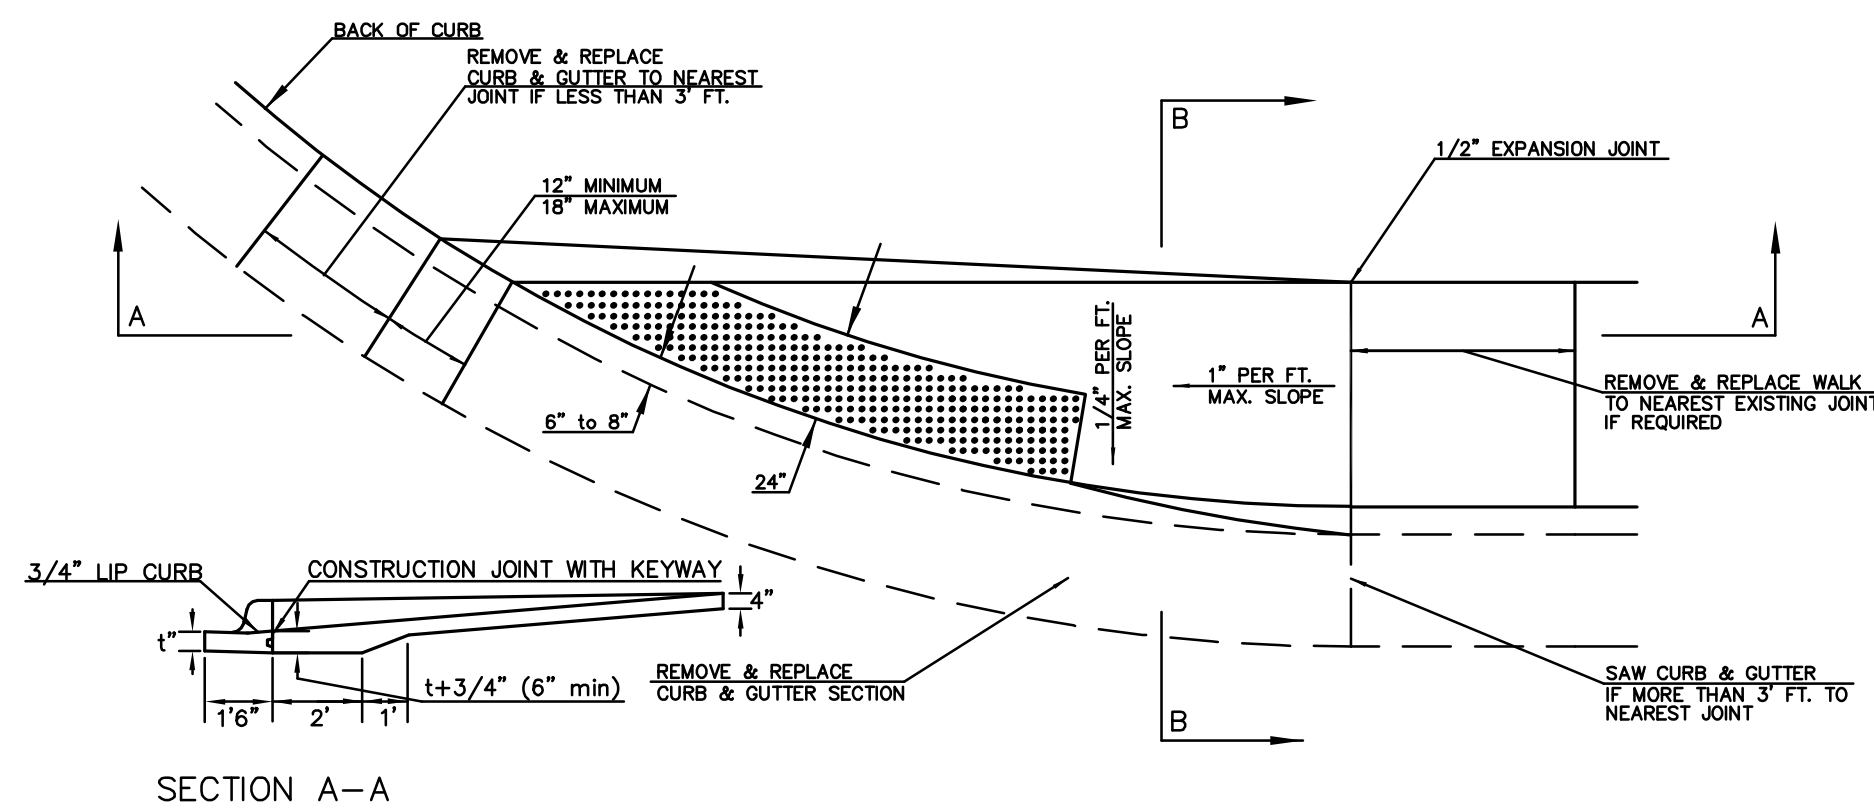 BACK OF CURB
REMOVE & REPLACE
CURB & GUTTER TO NEAREST
JOINT IF LESS THAN 3' FT.
B
1/2" EXPANSION JOINT
12" MINIMUM
18" MAXIMUM
A
A
1/4" PER FT.
MAX. SLOPE
1" PER FT.
MAX. SLOPE
REMOVE & REPLACE WALK
TO NEAREST EXISTING JOINT
IF REQUIRED
6" to 8"
24"
3/4" LIP CURB
CONSTRUCTION JOINT WITH KEYWAY
4"
t"
t+3/4" (6" min)
1'6"
2'
1'
REMOVE & REPLACE
CURB & GUTTER SECTION
SAW CURB & GUTTER
IF MORE THAN 3' FT. TO
NEAREST JOINT
B
SECTION A-A